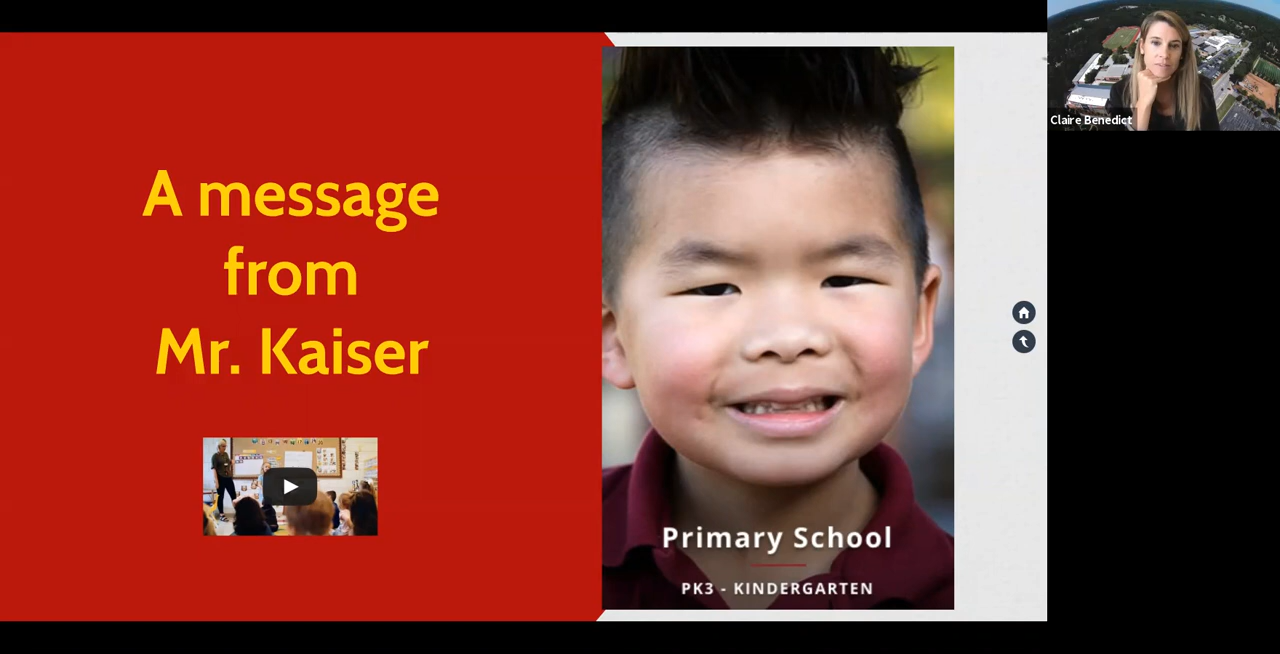 A message
from
Mr. Kaiser
Primary School
PK3 - KINDERGARTEN
Claire Benedict